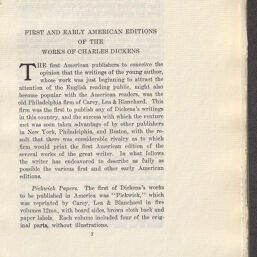 FIRST AND EARLY AMERICAN EDITIONS
OF THE
WORKS OF CHARLES DICKENS
THE first American publishers to conceive the
opinion that the writings of the young author,
whose work was just beginning to attract the
attention of the English reading public, might also
become popular with the American readers, was the
old Philadelphia firm of Carey, Lea & Blanchard. This
firm was the first to publish any of Dickens's writings
in this country, and the success with which the venture
met was soon taken advantage of by other publishers
in New York, Philadelphia, and Boston, with the re-
sult that there was considerable rivalry as to which
firm would print the first American edition of the
several works of the great writer. In what follows
the writer has endeavored to describe as fully as
possible the various first and other early American
editions.
Pickwick Papers. The first of Dickens's works
to be published in America was "Pickwick," which
was reprinted by Carey, Lea & Blanchard in five
volumes 12mo, with board sides, brown cloth back and
paper labels. Each volume included four of the orig-
inal parts, without illustrations.